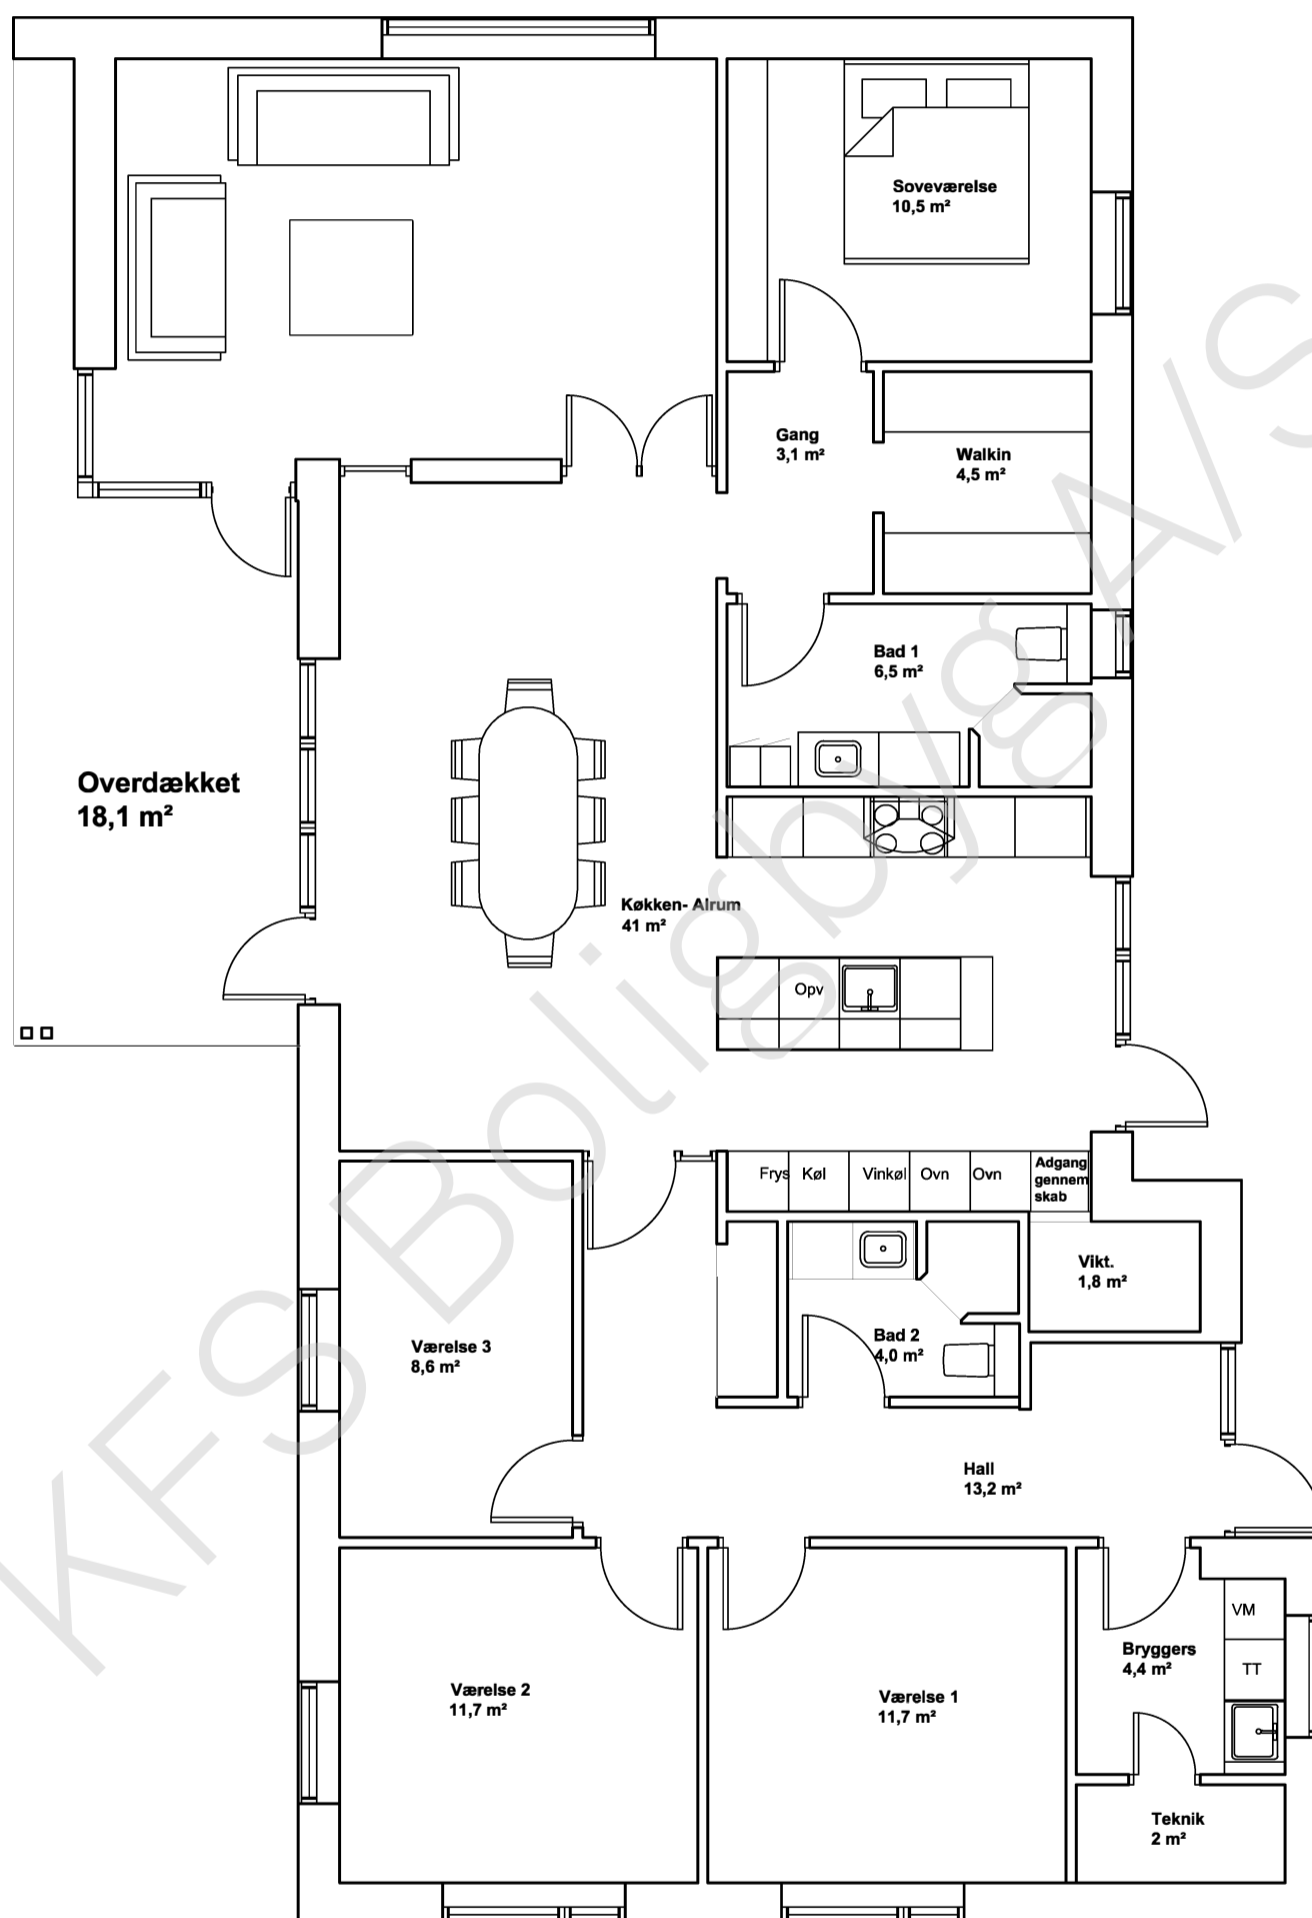 Soveværelse
10,5 m²
Gang
3,1 m²
Walkin
4,5 m²
Bad 1
6,5 m²
Overdækket
18,1 m²
Køkken- Alrum
41 m²
Opv
Frys
Køl
Vinkøl
Ovn
Ovn
Adgang
gennem
skab
Vikt.
1,8 m²
Værelse 3
8,6 m²
Bad 2
4,0 m²
Hall
13,2 m²
VM
Bryggers
4,4 m²
TT
Værelse 2
11,7 m²
Værelse 1
11,7 m²
Teknik
2 m²
KFS Boligbyg A/S